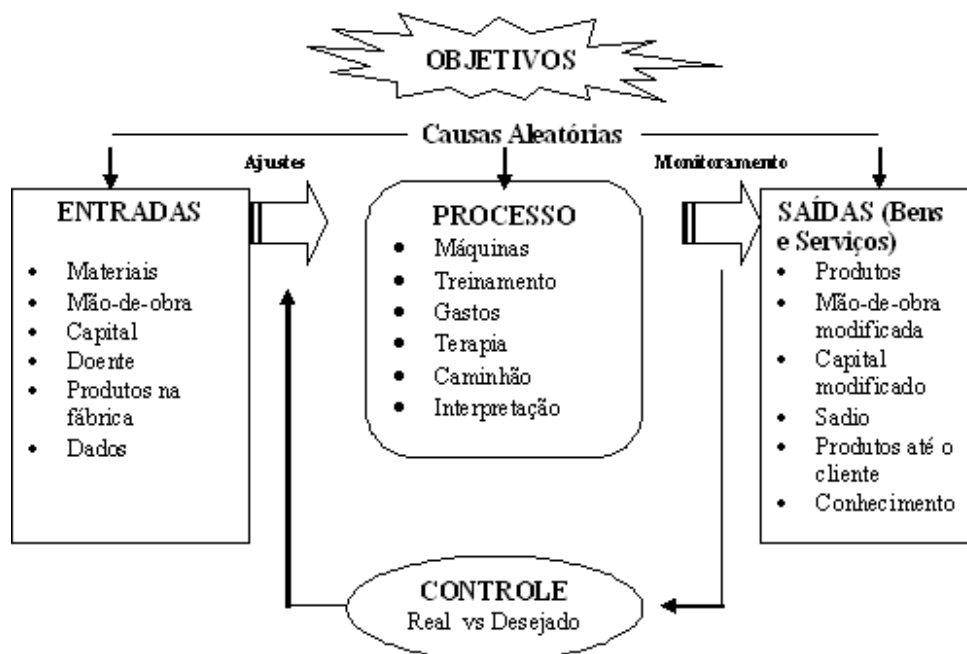 OBJETIVOS
Causas Aleatórias
Ajustes
Monitoramento
ENTRADAS
• Materiais
• Mão-de-obra
• Capital
• Doente
• Produtos na
fábrica
• Dados
PROCESSO
• Máquinas
• Treinamento
• Gastos
• Terapia
• Caminhão
• Interpretação
SAÍDAS (Bens
e Serviços)
• Produtos
• Mão-de-obra
modificada
• Capital
modificado
• Sadio
• Produtos até o
cliente
• Conhecimento
CONTROLE
Real vs Desejado